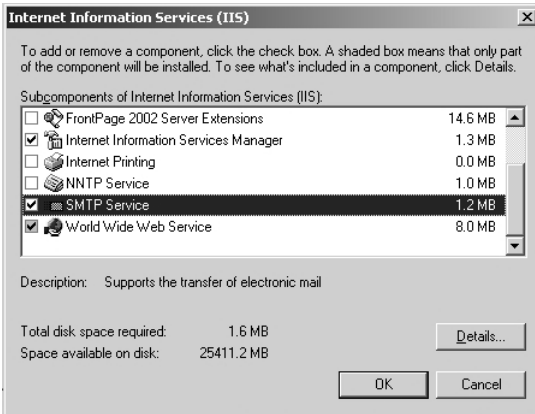 Internet Information Services (IIS)
To add or remove a component, click the check box. A shaded box means that only part
of the component will be installed. To see what's included in a component, click Details.
Subcomponents of Internet Information Services (IIS):
FrontPage 2002 Server Extensions 14.6 MB
Internet Information Services Manager 1.3 MB
Internet Printing 0.0 MB
NNTP Service 1.0 MB
SMTP Service 1.2 MB
World Wide Web Service 8.0 MB
Description: Supports the transfer of electronic mail
Total disk space required: 1.6 MB
Space available on disk: 25411.2 MB
Details...
OK Cancel